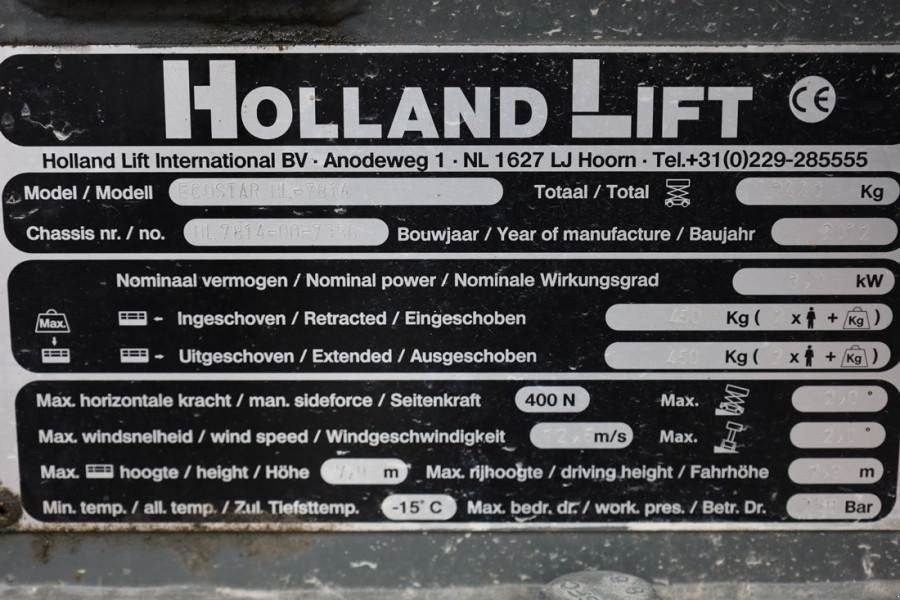 HOLLAND LIFT CE
Holland Lift International BV · Anodeweg 1 · NL 1627 LJ Hoorn · Tel.+31(0)229-285555
Model / Modell ECOSTAR Totaal / Total Kg
Chassis nr. / no. Bouwjaar / Year of manufacture / Baujahr
Nominaal vermogen / Nominal power / Nominale Wirkungsgrad kW
Max. Ingeschoven / Retracted / Eingeschoben 450 Kg ( x + Kg )
Uitgeschoven / Extended / Ausgeschoben 450 Kg ( x + Kg )
Max. horizontale kracht / man. sideforce / Seitenkraft 400 N Max. °
Max. windsnelheid / wind speed / Windgeschwindigkeit m/s Max. °
Max. hoogte / height / Höhe m Max. rijhoogte / driving height / Fahrhöhe m
Min. temp. / all. temp. / Zul. Tiefsttemp. -15° C Max. bedr. dr. / work. pres. / Betr. Dr. Bar